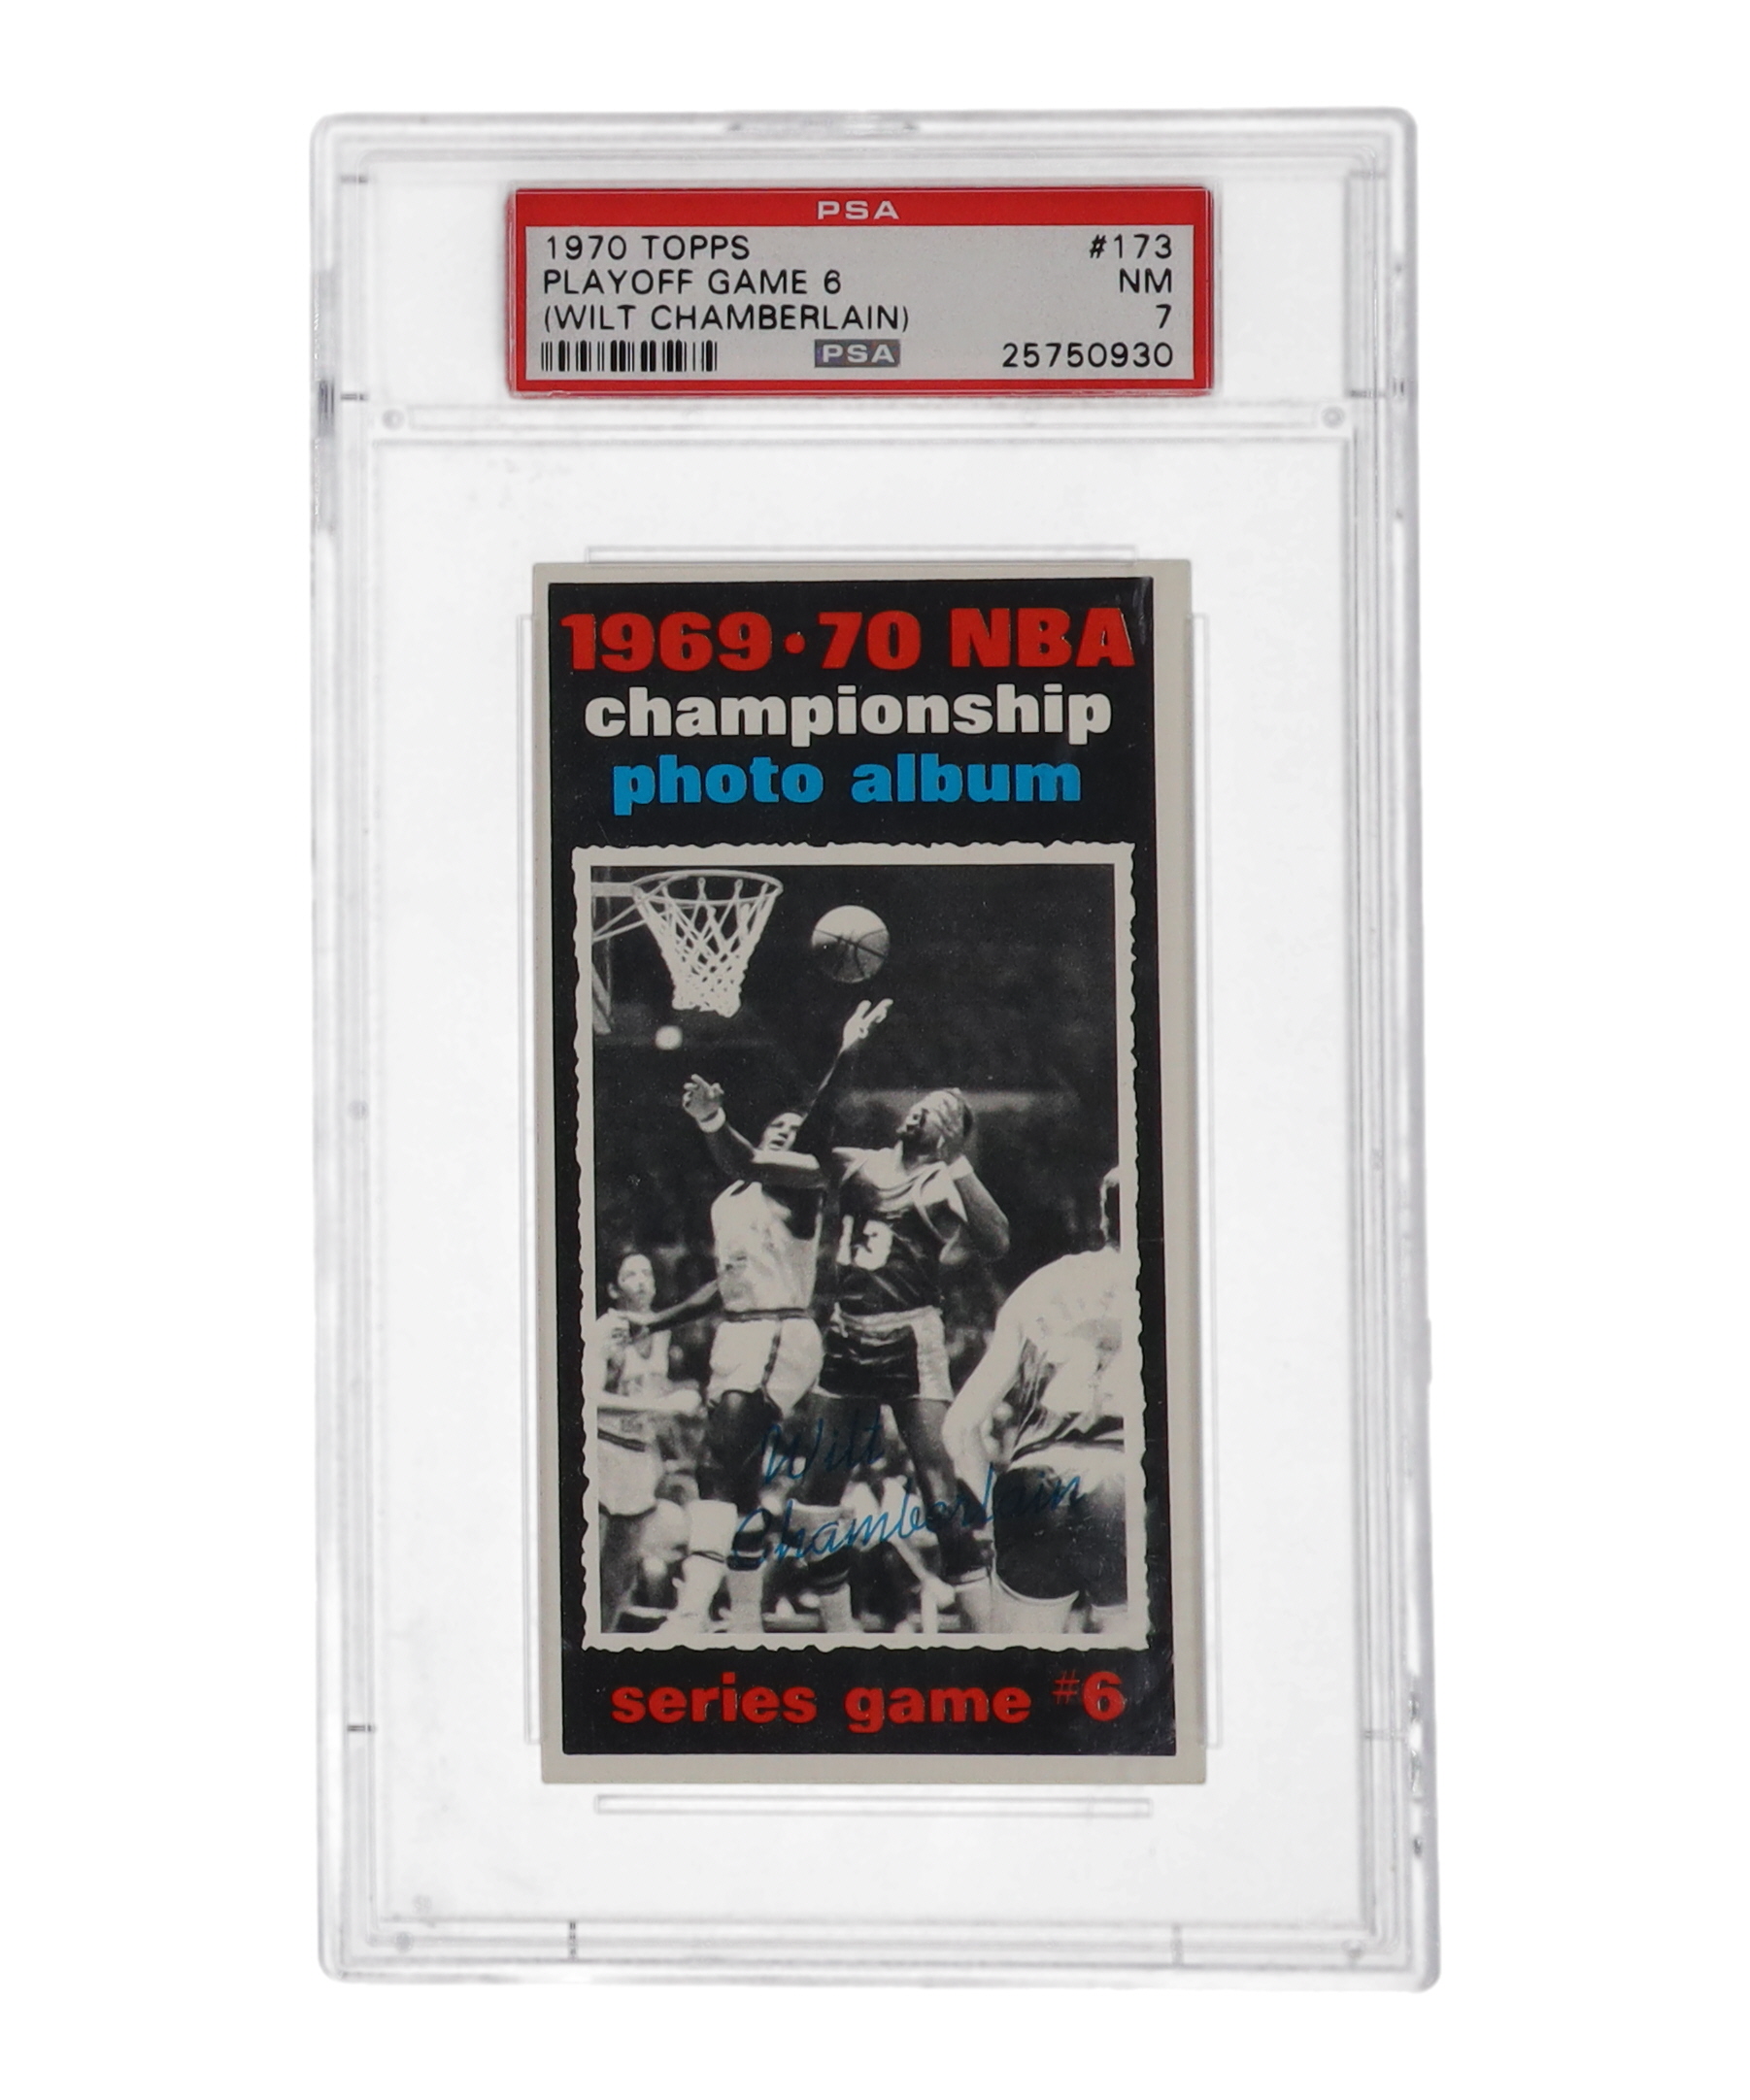 PSA
1970 TOPPS #173
PLAYOFF GAME 6 NM
(WILT CHAMBERLAIN) 7
PSA 25750930
1969·70 NBA
championship
photo album
13
Wilt
Chamberlain
series game #6